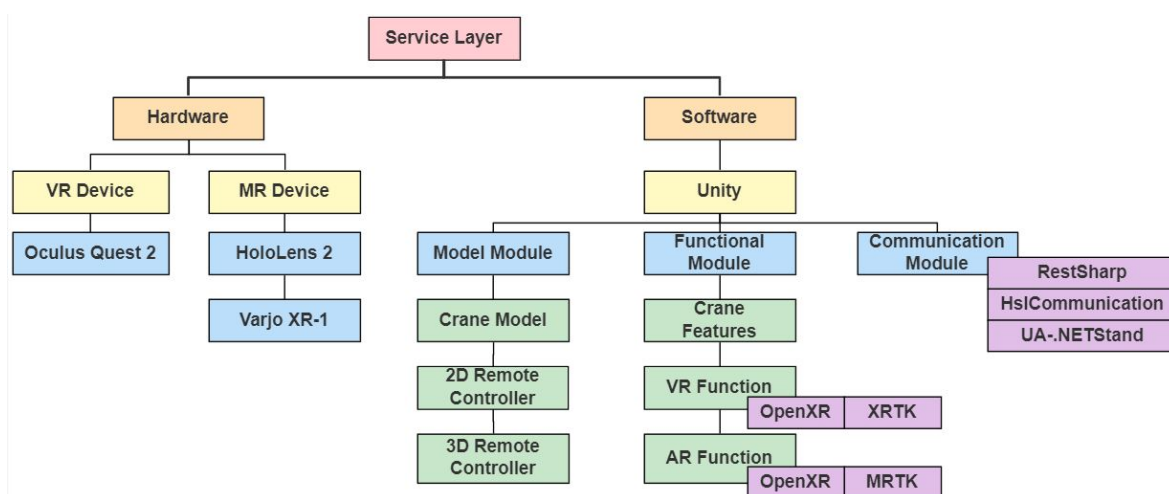 Service Layer
Hardware
Software
VR Device
MR Device
Unity
Oculus Quest 2
HoloLens 2
Model Module
Functional
Module
Communication
Module
RestSharp
HslCommunication
UA-.NETStand
Varjo XR-1
Crane Model
Crane
Features
2D Remote
Controller
VR Function
OpenXR
XRTK
3D Remote
Controller
AR Function
OpenXR
MRTK